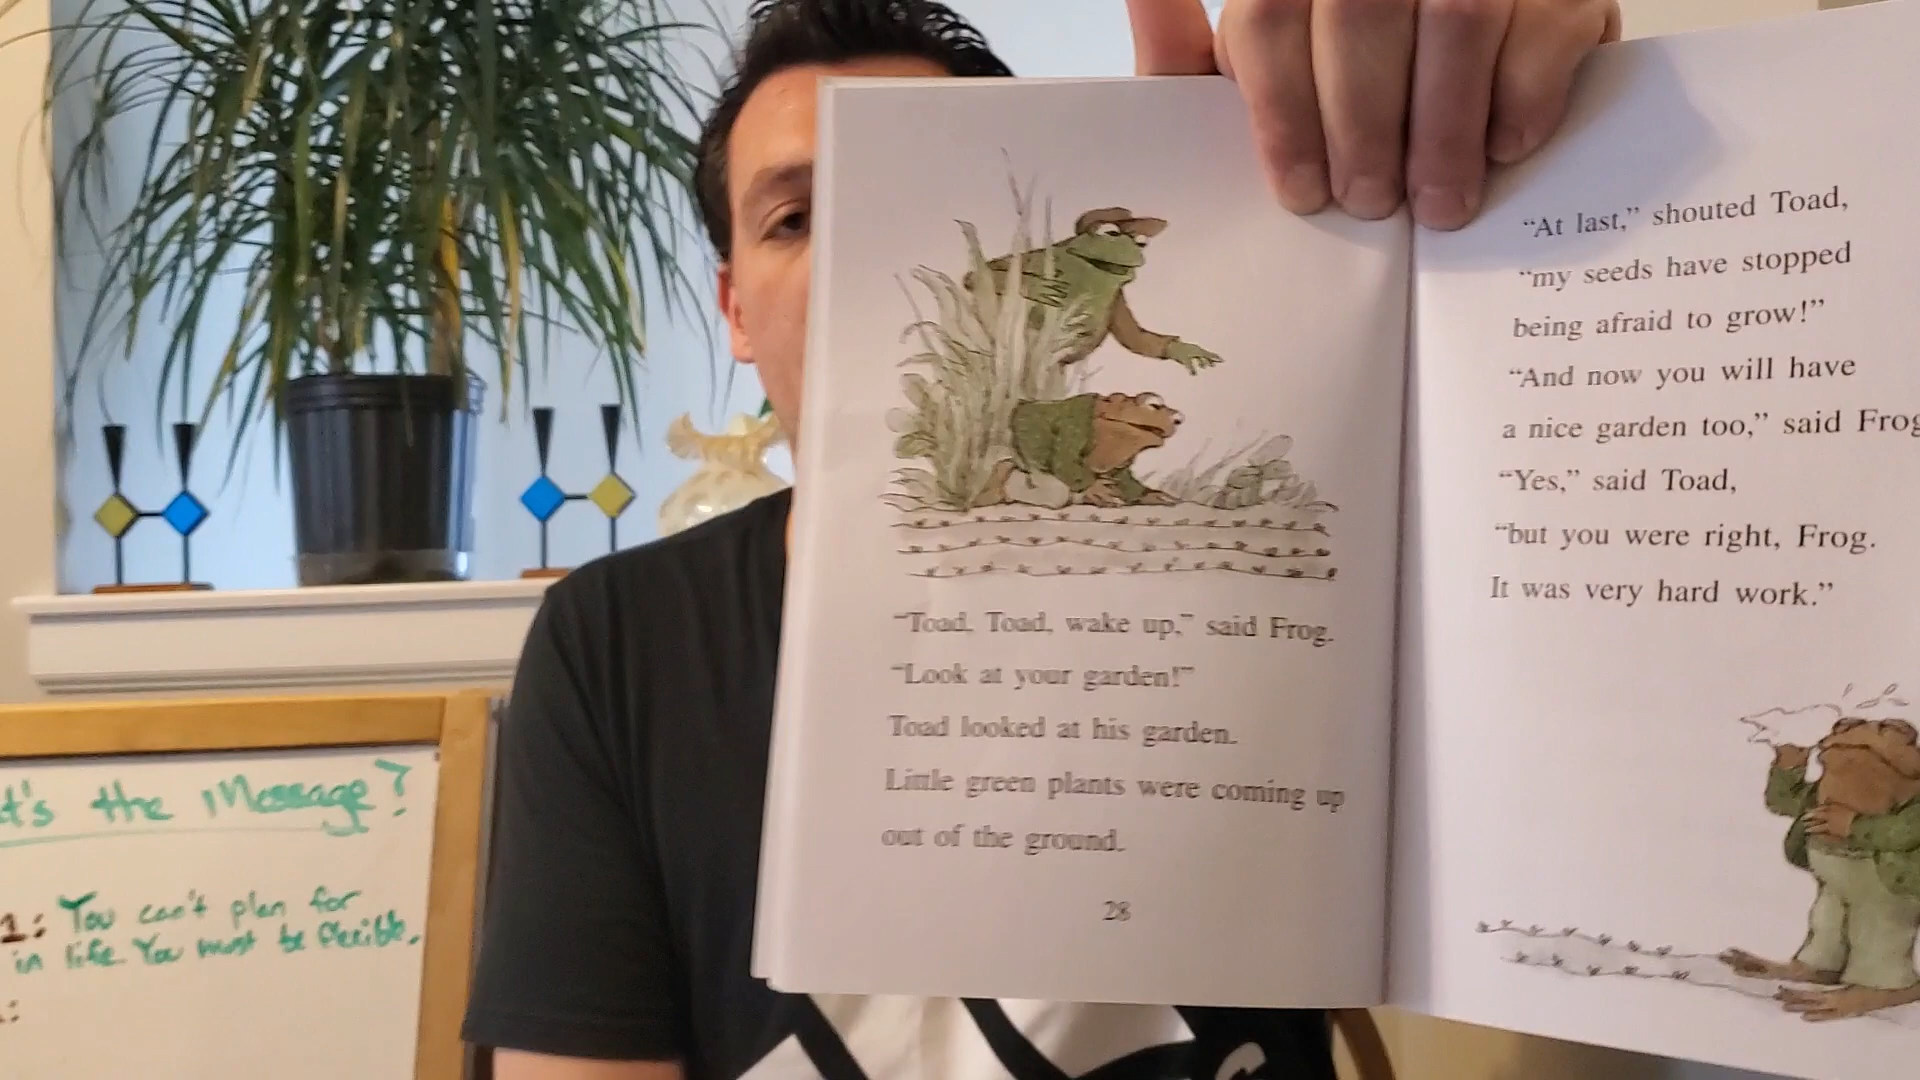 "Toad, Toad, wake up," said Frog.
"Look at your garden!"
Toad looked at his garden.
Little green plants were coming up
out of the ground.
28
"At last," shouted Toad,
"my seeds have stopped
being afraid to grow!"
"And now you will have
a nice garden too," said Frog
"Yes," said Toad,
"but you were right, Frog.
It was very hard work."
t's the Message?
1: You can't plan for
in life. You must be flexible.
: